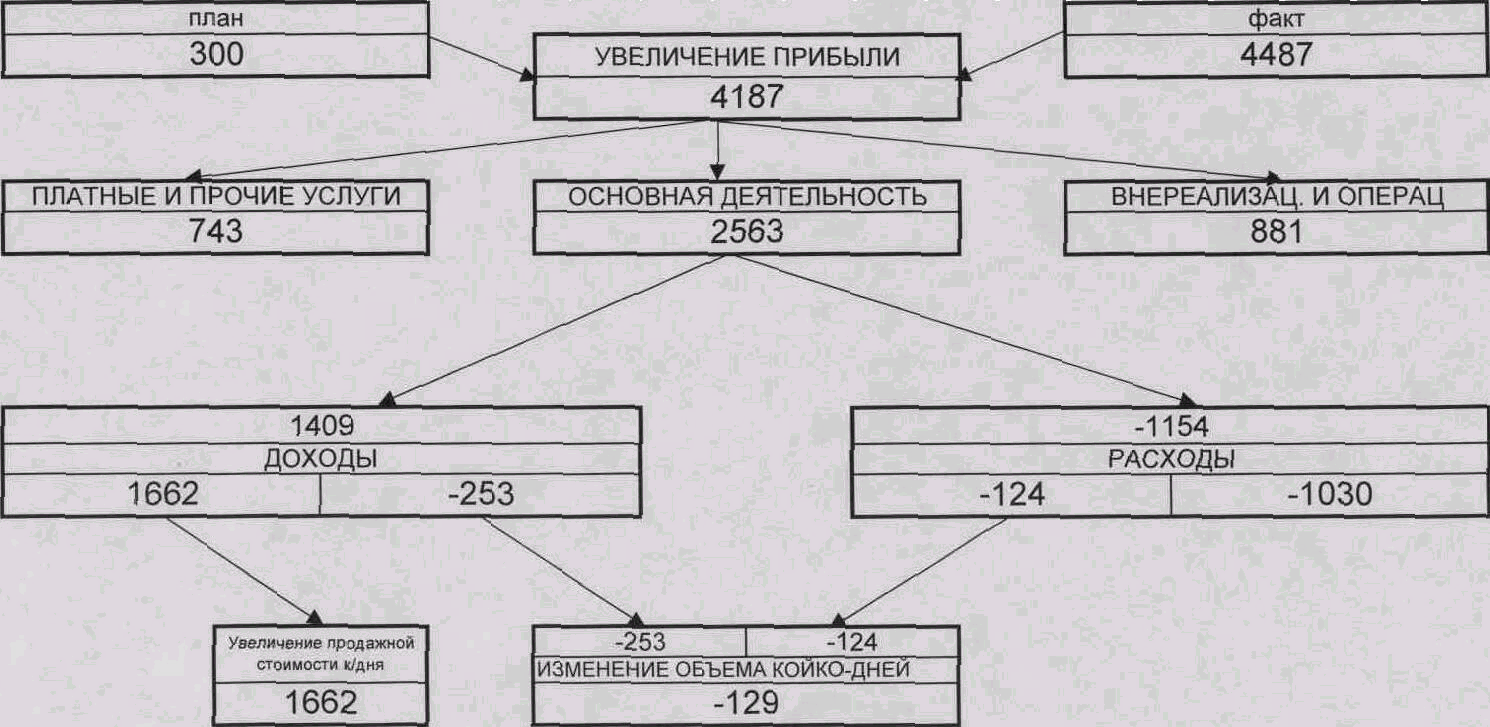 план
300
УВЕЛИЧЕНИЕ ПРИБЫЛИ
4187
факт
4487
ПЛАТНЫЕ И ПРОЧИЕ УСЛУГИ
743
ОСНОВНАЯ ДЕЯТЕЛЬНОСТЬ
2563
ВНЕРЕАЛИЗАЦ. И ОПЕРАЦ
881
1409
ДОХОДЫ
1662 -253
-1154
РАСХОДЫ
-124 -1030
Увеличение продажной
стоимости к/дня
1662
-253 -124
ИЗМЕНЕНИЕ ОБЪЕМА КОЙКО-ДНЕЙ
-129